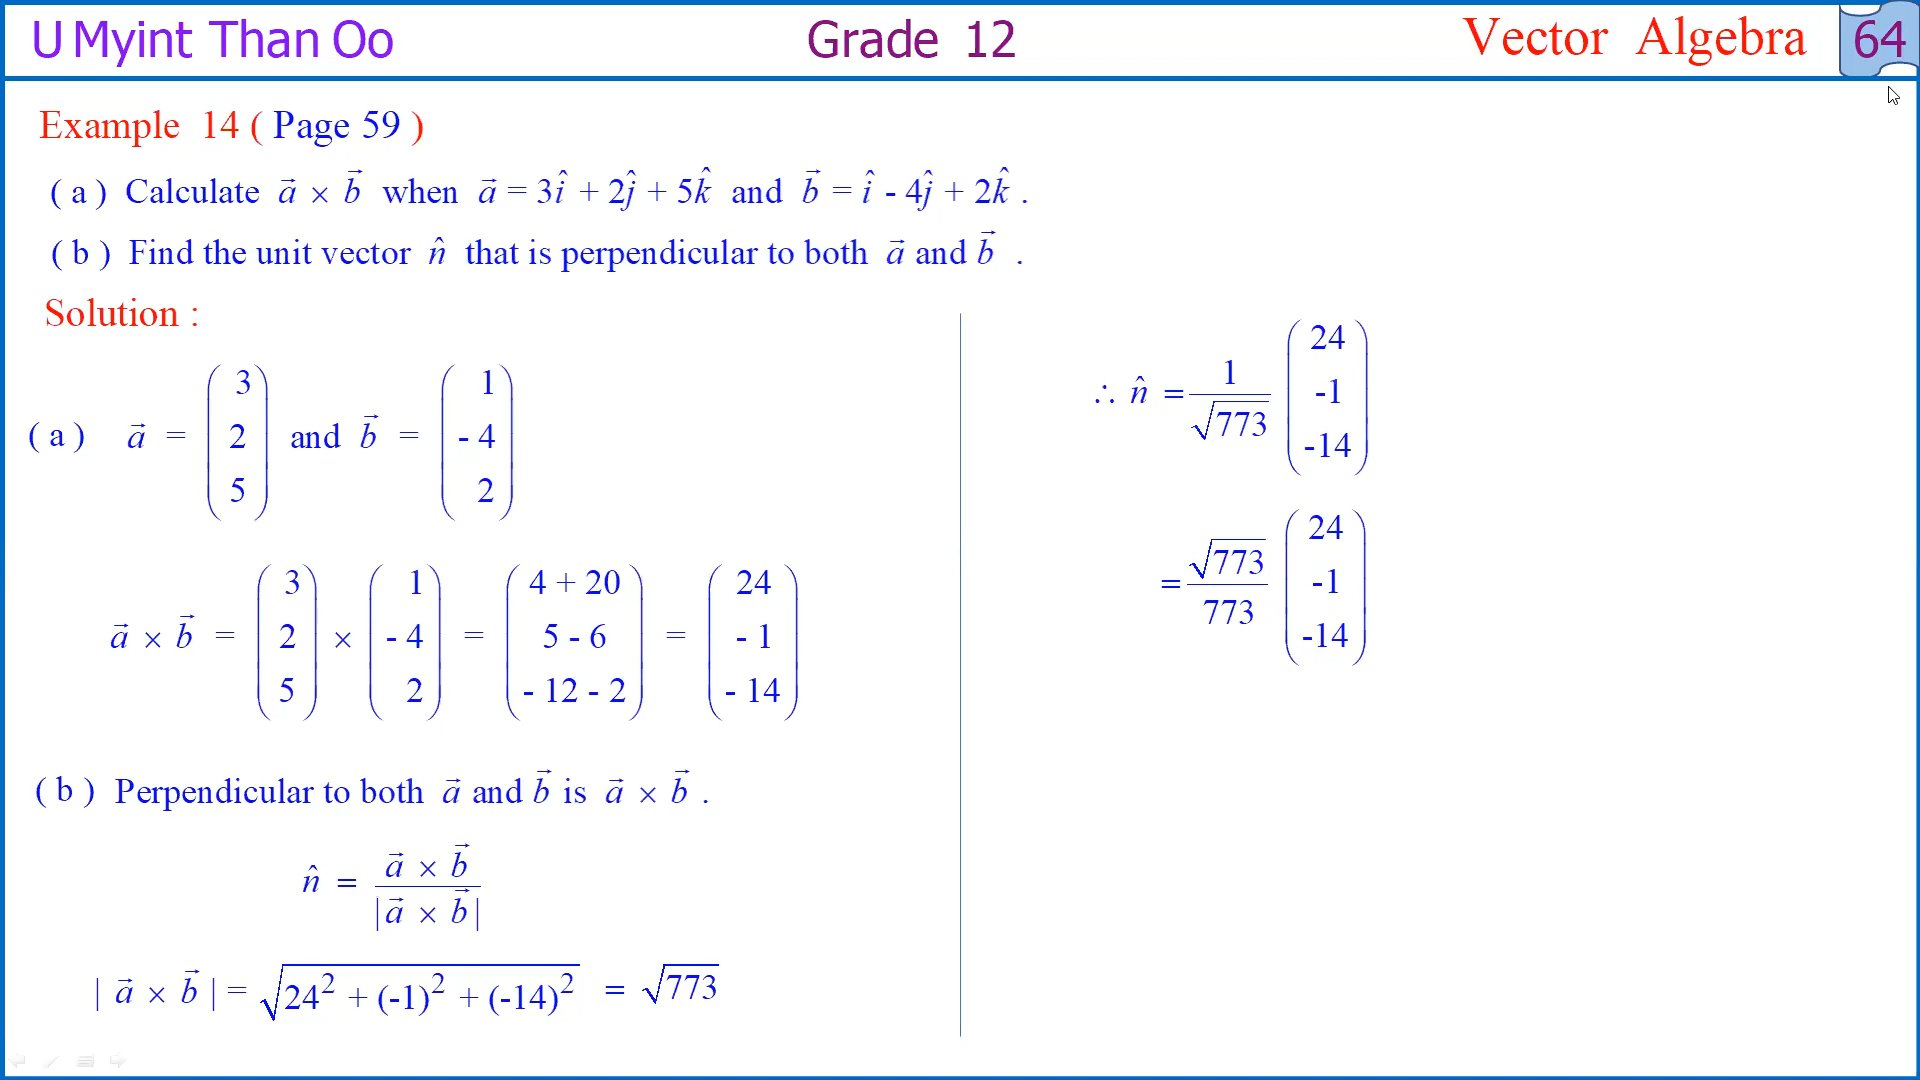 U Myint Than Oo Grade 12 Vector Algebra 64
Example 14 ( Page 59 )
( a ) Calculate a⃗ × b⃗ when a⃗ = 3î + 2ĵ + 5k̂ and b⃗ = î - 4ĵ + 2k̂ .
( b ) Find the unit vector n̂ that is perpendicular to both a⃗ and b⃗ .
Solution :
( a ) a⃗ = ( 3 2 5 ) and b⃗ = ( 1 - 4 2 )
a⃗ × b⃗ = ( 3 2 5 ) × ( 1 - 4 2 ) = ( 4 + 20 5 - 6 - 12 - 2 ) = ( 24 - 1 - 14 )
( b ) Perpendicular to both a⃗ and b⃗ is a⃗ × b⃗ .
n̂ = a⃗ × b⃗ / |a⃗ × b⃗|
| a⃗ × b⃗ | = √(24² + (-1)² + (-14)²) = √773
∴ n̂ = 1/√773 ( 24 -1 -14 )
= √773/773 ( 24 -1 -14 )